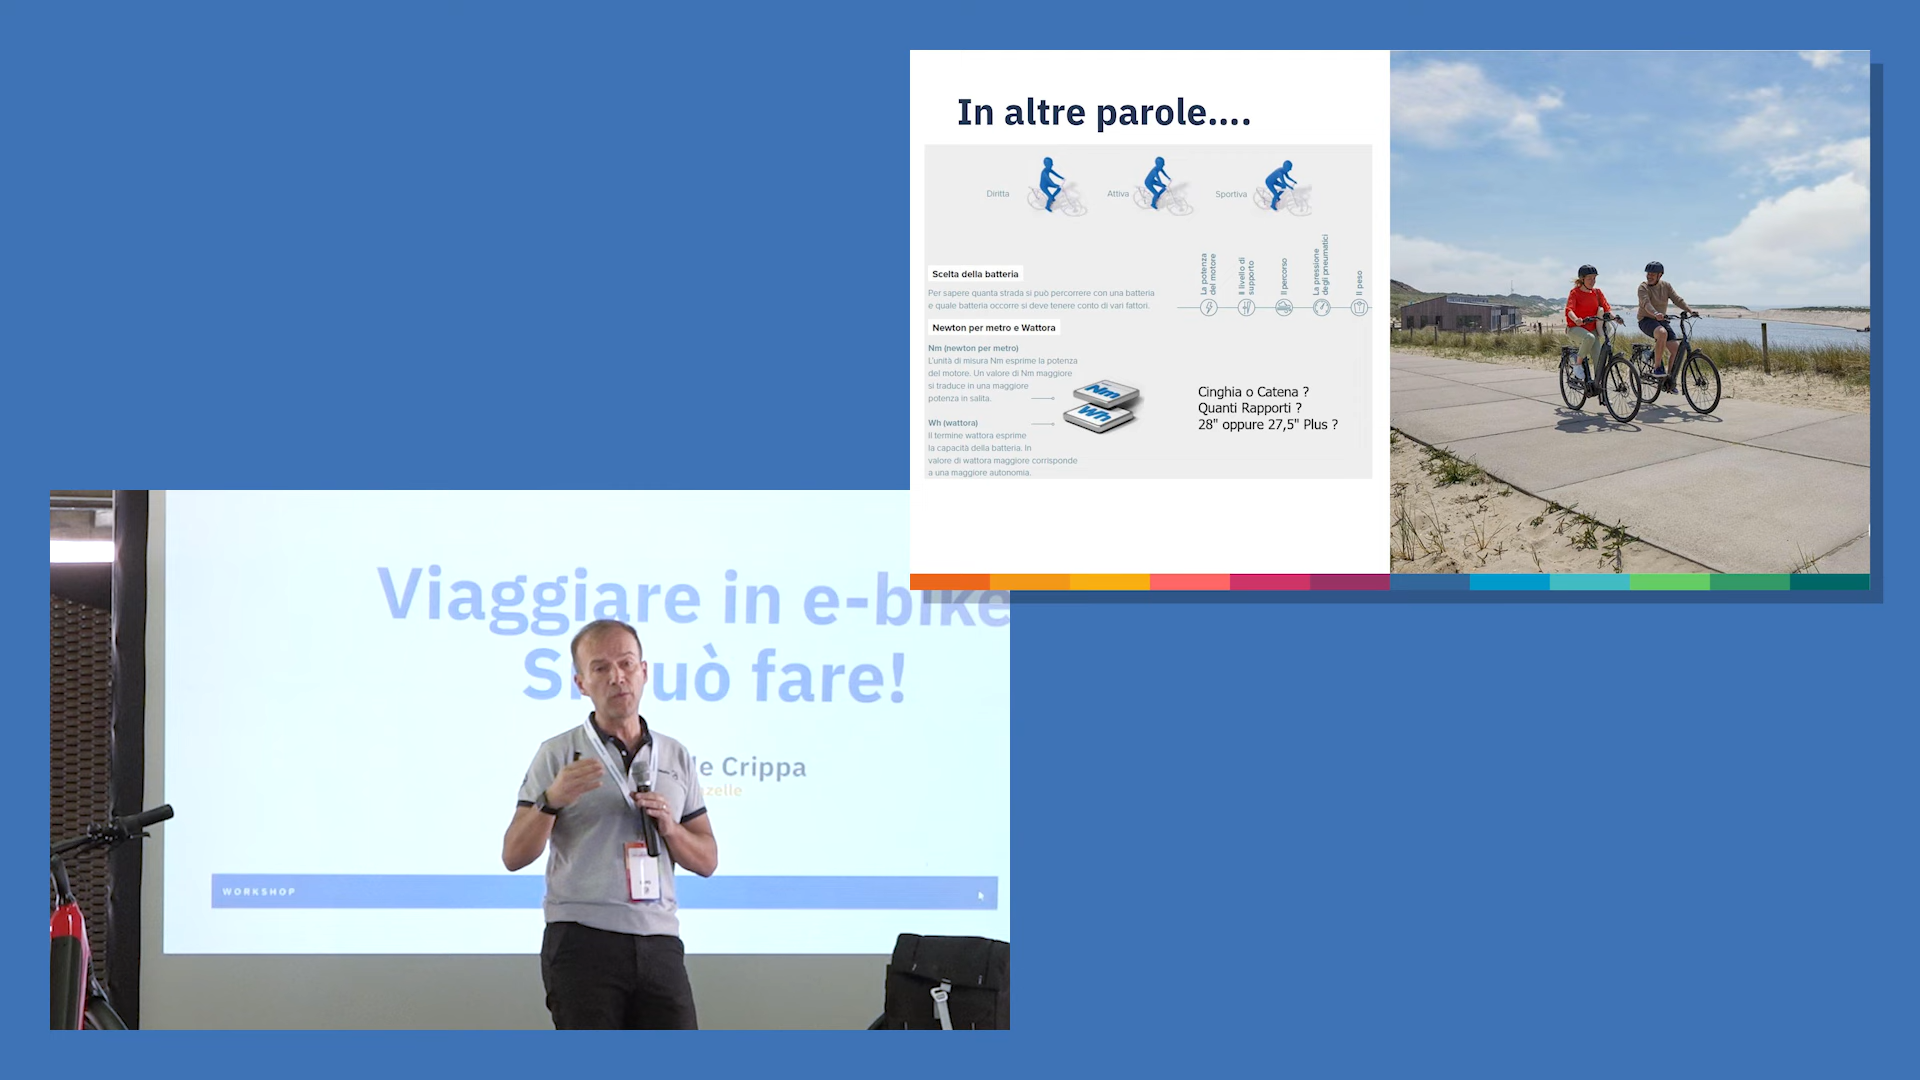 In altre parole....
Diritta
Attiva
Sportiva
La potenza
del motore
Il livello di
supporto
Il percorso
La pressione
degli pneumatici
Il peso
Scelta della batteria
Per sapere quanta strada si può percorrere con una batteria
e quale batteria occorre si deve tenere conto di vari fattori.
Newton per metro e Wattora
Nm (newton per metro)
L'unità di misura Nm esprime la potenza
del motore. Un valore di Nm maggiore
si traduce in una maggiore
potenza in salita.
Nm
Wh
Wh (wattora)
Il termine wattora esprime
la capacità della batteria. In
valore di wattora maggiore corrisponde
a una maggiore autonomia.
Cinghia o Catena ?
Quanti Rapporti ?
28" oppure 27,5" Plus ?
Viaggiare in e-bike
Si può fare!
le Crippa
zelle
WORKSHOP